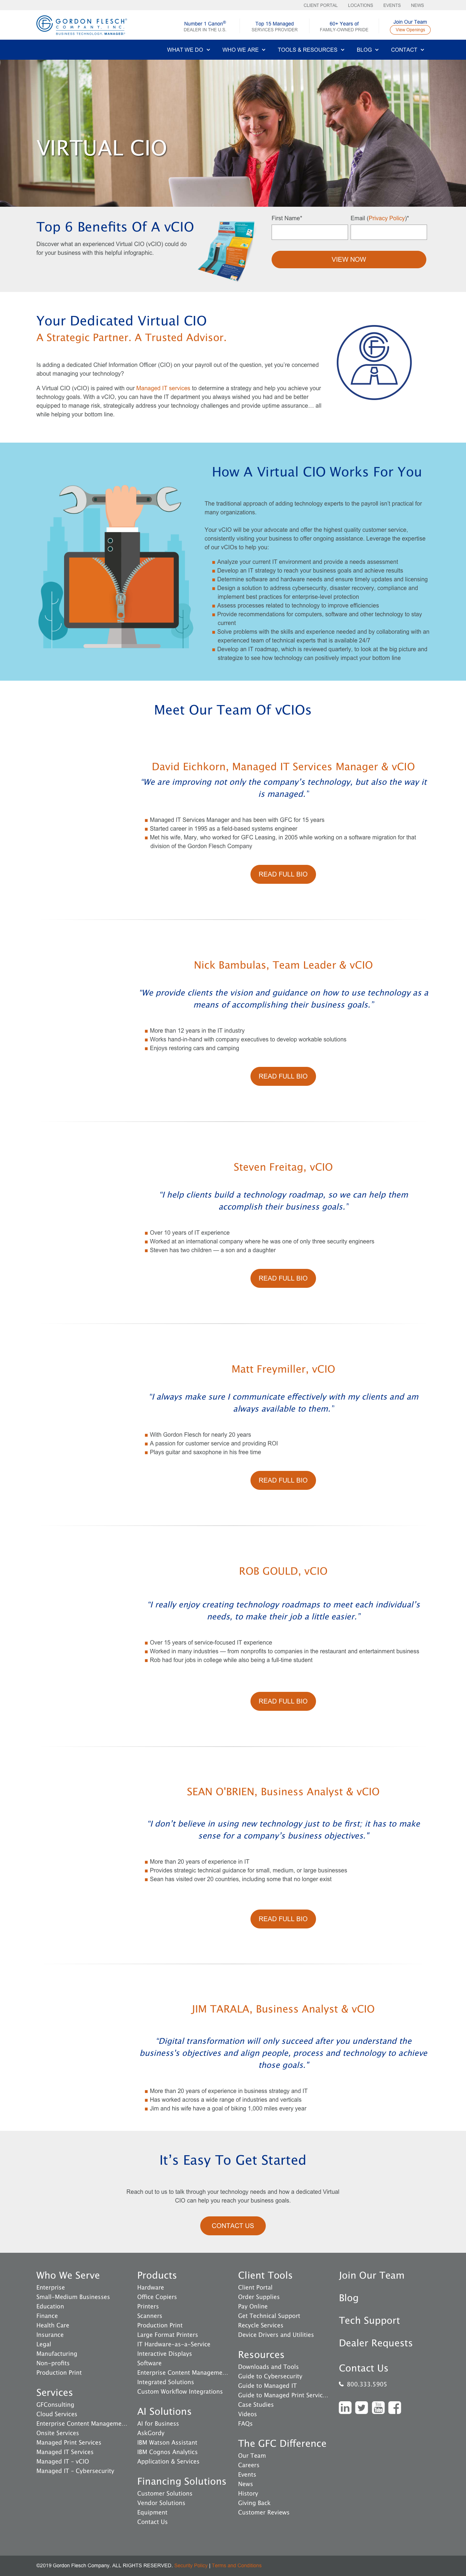 CLIENT PORTAL LOCATIONS EVENTS NEWS
GORDON FLESCH®
COMPANY INC.
BUSINESS TECHNOLOGY MANAGED®
Number 1 Canon®
DEALER IN THE U.S.
Top 15 Managed
SERVICES PROVIDER
60+ Years of
FAMILY-OWNED PRIDE
Join Our Team
View Openings
WHAT WE DO WHO WE ARE TOOLS & RESOURCES BLOG CONTACT
VIRTUAL CIO
Top 6 Benefits Of A vCIO
Discover what an experienced Virtual CIO (vCIO) could do
for your business with this helpful infographic.
First Name*
Email (Privacy Policy)*
VIEW NOW
Your Dedicated Virtual CIO
A Strategic Partner. A Trusted Advisor.
Is adding a dedicated Chief Information Officer (CIO) on your payroll out of the question, yet you're concerned
about managing your technology?
A Virtual CIO (vCIO) is paired with our Managed IT services to determine a strategy and help you achieve your
technology goals. With a vCIO, you can have the IT department you always wished you had and be better
equipped to manage risk, strategically address your technology challenges and provide uptime assurance… all
while helping your bottom line.
How A Virtual CIO Works For You
The traditional approach of adding technology experts to the payroll isn't practical for
many organizations.
Your vCIO will be your advocate and offer the highest quality customer service,
consistently visiting your business to offer ongoing assistance. Leverage the expertise
of our vCIOs to help you:
Analyze your current IT environment and provide a needs assessment
Develop an IT strategy to reach your business goals and achieve results
Determine software and hardware needs and ensure timely updates and licensing
Design a solution to address cybersecurity, disaster recovery, compliance and
implement best practices for enterprise-level protection
Assess processes related to technology to improve efficiencies
Provide recommendations for computers, software and other technology to stay
current
Solve problems with the skills and experience needed and by collaborating with an
experienced team of technical experts that is available 24/7
Develop an IT roadmap, which is reviewed quarterly, to look at the big picture and
strategize to see how technology can positively impact your bottom line
Meet Our Team Of vCIOs
David Eichkorn, Managed IT Services Manager & vCIO
"We are improving not only the company's technology, but also the way it
is managed."
Managed IT Services Manager and has been with GFC for 15 years
Started career in 1995 as a field-based systems engineer
Met his wife, Mary, who worked for GFC Leasing, in 2005 while working on a software migration for that
division of the Gordon Flesch Company
READ FULL BIO
Nick Bambulas, Team Leader & vCIO
"We provide clients the vision and guidance on how to use technology as a
means of accomplishing their business goals."
More than 12 years in the IT industry
Works hand-in-hand with company executives to develop workable solutions
Enjoys restoring cars and camping
READ FULL BIO
Steven Freitag, vCIO
"I help clients build a technology roadmap, so we can help them
accomplish their business goals."
Over 10 years of IT experience
Worked at an international company where he was one of only three security engineers
Steven has two children — a son and a daughter
READ FULL BIO
Matt Freymiller, vCIO
"I always make sure I communicate effectively with my clients and am
always available to them."
With Gordon Flesch for nearly 20 years
A passion for customer service and providing ROI
Plays guitar and saxophone in his free time
READ FULL BIO
ROB GOULD, vCIO
"I really enjoy creating technology roadmaps to meet each individual's
needs, to make their job a little easier."
Over 15 years of service-focused IT experience
Worked in many industries — from nonprofits to companies in the restaurant and entertainment business
Rob had four jobs in college while also being a full-time student
READ FULL BIO
SEAN O'BRIEN, Business Analyst & vCIO
"I don't believe in using new technology just to be first; it has to make
sense for a company's business objectives."
More than 20 years of experience in IT
Provides strategic technical guidance for small, medium, or large businesses
Sean has visited over 20 countries, including some that no longer exist
READ FULL BIO
JIM TARALA, Business Analyst & vCIO
"Digital transformation will only succeed after you understand the
business's objectives and align people, process and technology to achieve
those goals."
More than 20 years of experience in business strategy and IT
Has worked across a wide range of industries and verticals
Jim and his wife have a goal of biking 1,000 miles every year
It's Easy To Get Started
Reach out to us to talk through your technology needs and how a dedicated Virtual
CIO can help you reach your business goals.
CONTACT US
Who We Serve
Enterprise
Small-Medium Businesses
Education
Finance
Health Care
Insurance
Legal
Manufacturing
Non-profits
Production Print
Services
GFConsulting
Cloud Services
Enterprise Content Manageme...
Onsite Services
Managed Print Services
Managed IT Services
Managed IT - vCIO
Managed IT - Cybersecurity
Products
Hardware
Office Copiers
Printers
Scanners
Production Print
Large Format Printers
IT Hardware-as-a-Service
Interactive Displays
Software
Enterprise Content Manageme...
Integrated Solutions
Custom Workflow Integrations
AI Solutions
AI for Business
AskGordy
IBM Watson Assistant
IBM Cognos Analytics
Application & Services
Financing Solutions
Customer Solutions
Vendor Solutions
Equipment
Contact Us
Client Tools
Client Portal
Order Supplies
Pay Online
Get Technical Support
Recycle Services
Device Drivers and Utilities
Resources
Downloads and Tools
Guide to Cybersecurity
Guide to Managed IT
Guide to Managed Print Servic...
Case Studies
Videos
FAQs
The GFC Difference
Our Team
Careers
Events
News
History
Giving Back
Customer Reviews
Join Our Team
Blog
Tech Support
Dealer Requests
Contact Us
800.333.5905
©2019 Gordon Flesch Company. ALL RIGHTS RESERVED. Security Policy | Terms and Conditions